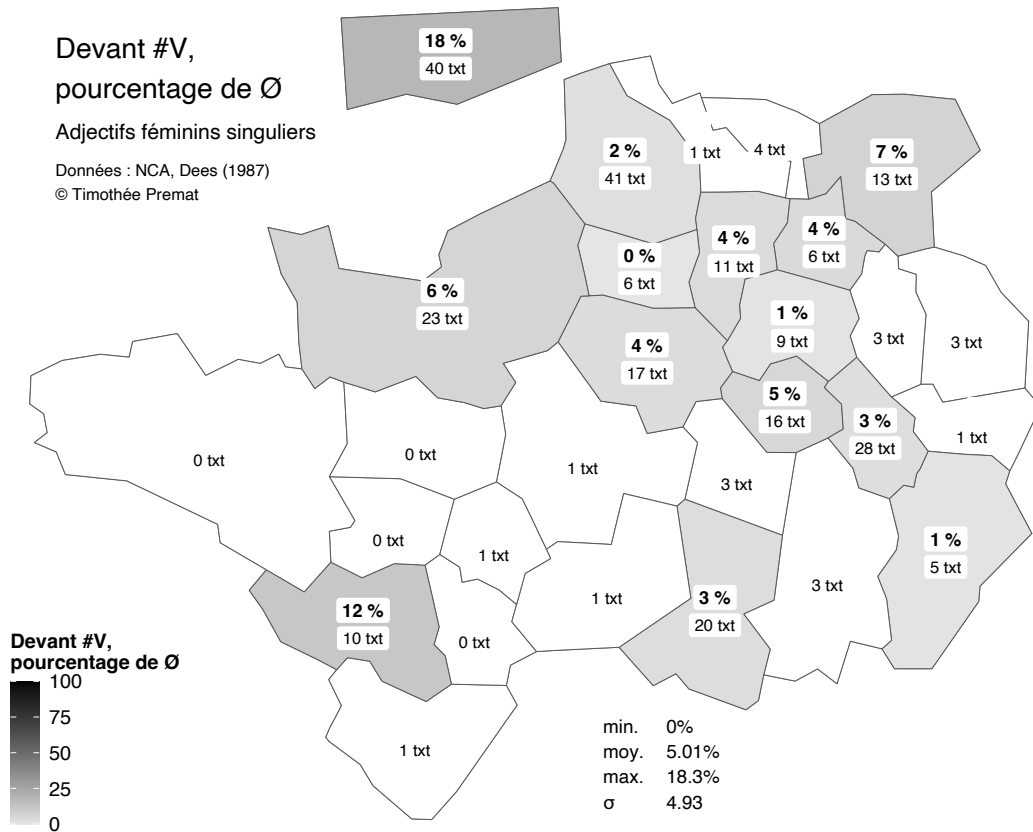 Devant #V,
pourcentage de Ø
Adjectifs féminins singuliers
Données : NCA, Dees (1987)
© Timothée Premat
18 %
40 txt
2 %
41 txt
1 txt
4 txt
7 %
13 txt
4 %
11 txt
4 %
6 txt
0 %
6 txt
6 %
23 txt
1 %
9 txt
3 txt
3 txt
4 %
17 txt
5 %
16 txt
3 %
28 txt
1 txt
0 txt
0 txt
1 txt
3 txt
0 txt
1 txt
1 %
5 txt
12 %
10 txt
0 txt
1 txt
3 %
20 txt
3 txt
1 txt
Devant #V,
pourcentage de Ø
100
75
50
25
0
min. 0%
moy. 5.01%
max. 18.3%
σ 4.93